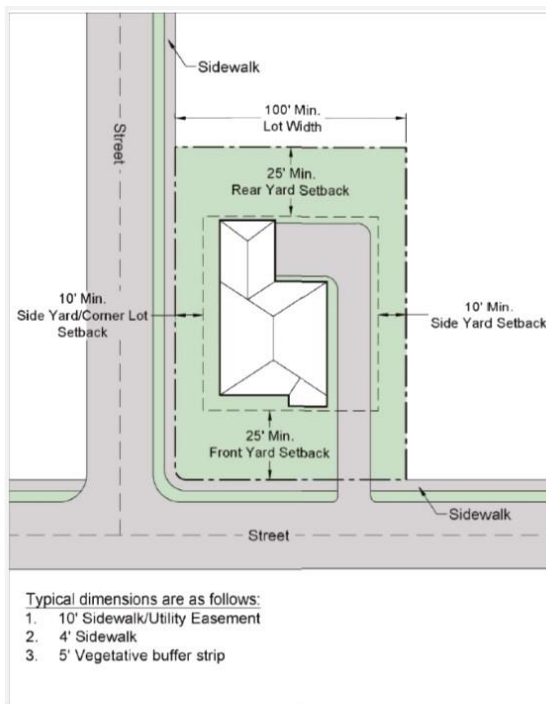 Sidewalk
Street
100' Min.
Lot Width
25' Min.
Rear Yard Setback
10' Min.
Side Yard/Corner Lot
Setback
10' Min.
Side Yard Setback
25' Min.
Front Yard Setback
Sidewalk
Street
Typical dimensions are as follows:
1. 10' Sidewalk/Utility Easement
2. 4' Sidewalk
3. 5' Vegetative buffer strip